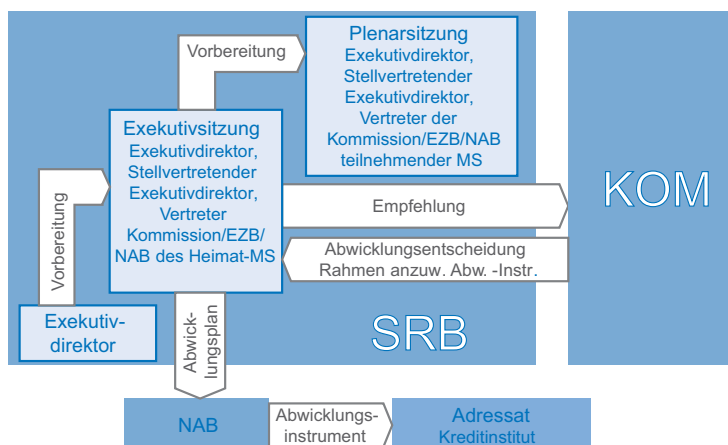 Vorbereitung
Plenarsitzung
Exekutivdirektor,
Stellvertretender
Exekutivdirektor,
Vertreter der
Kommission/EZB/NAB
teilnehmender MS
Exekutivsitzung
Exekutivdirektor,
Stellvertretender
Exekutivdirektor,
Vertreter
Kommission/EZB/
NAB des Heimat-MS
Vorbereitung
Exekutiv-
direktor
Empfehlung
Abwicklungsentscheidung
Rahmen anzuw. Abw. -Instr.
KOM
SRB
Abwick-
lungsplan
NAB
Abwicklungs-
instrument
Adressat
Kreditinstitut